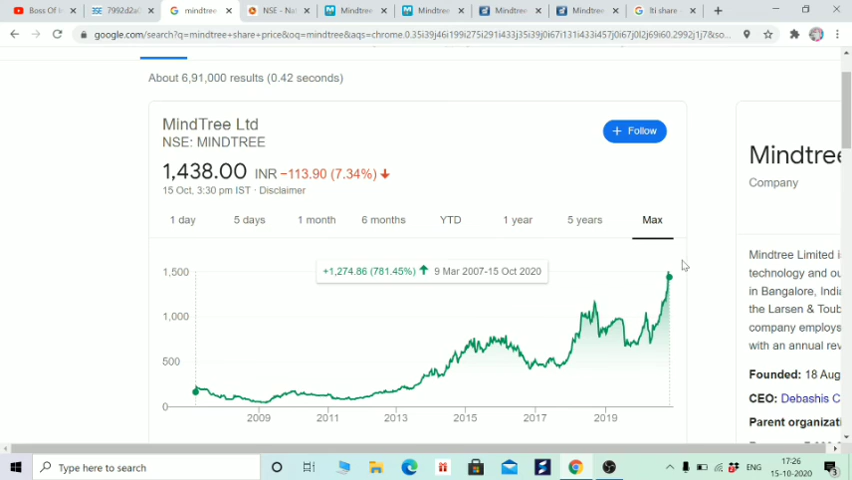 Boss Of I
7992d2a
mindtree
NSE - Nat
Mindtree
Mindtree
Mindtree
Mindtree
lti share
google.com/search?q=mindtree+share+price&oq=mindtree&aqs=chrome.0.35i39j46i199i275i291i433j35i39j0i67i131i433i457j0i67j0l2j69i60.2992j1j7&so...
About 6,91,000 results (0.42 seconds)
MindTree Ltd
NSE: MINDTREE
+ Follow
1,438.00 INR −113.90 (7.34%)
15 Oct, 3:30 pm IST · Disclaimer
1 day 5 days 1 month 6 months YTD 1 year 5 years Max
+1,274.86 (781.45%) 9 Mar 2007-15 Oct 2020
1,500
1,000
500
0
2009 2011 2013 2015 2017 2019
Mindtree
Company
Mindtree Limited i
technology and ou
in Bangalore, India
the Larsen & Toub
company employs
with an annual rev
Founded: 18 Aug
CEO: Debashis C
Parent organizati
Type here to search
ENG
17:26
15-10-2020
3